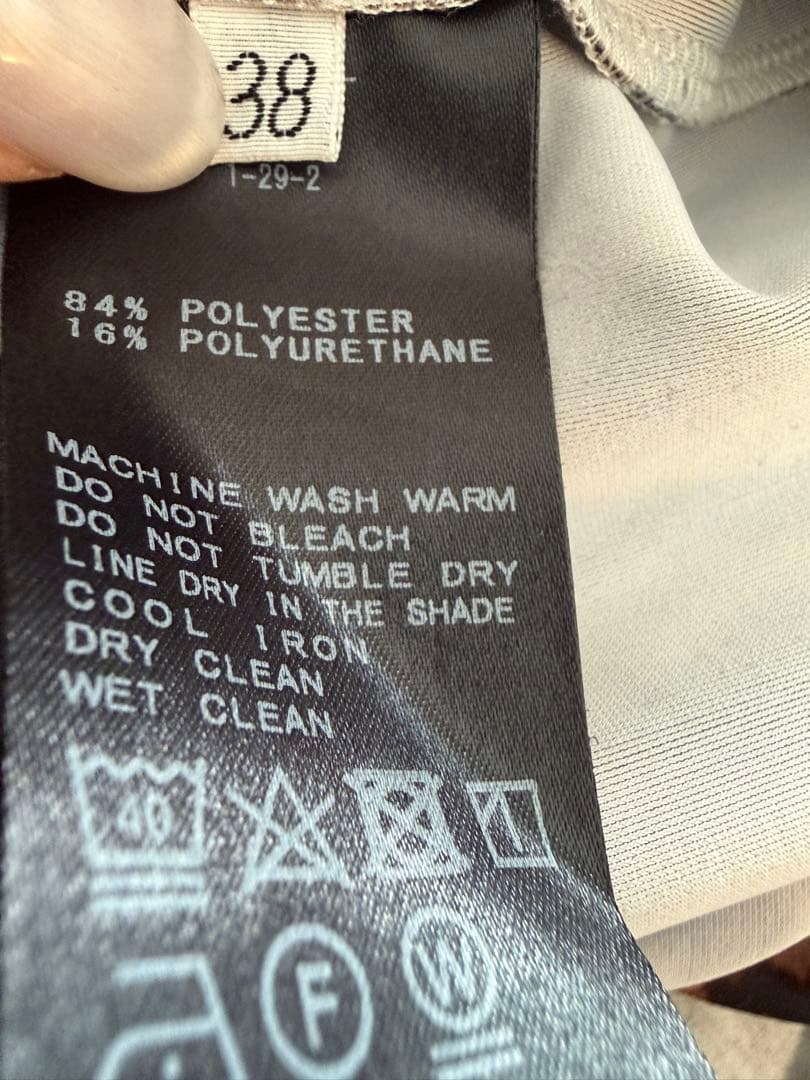 38
1-29-2
84% POLYESTER
16% POLYURETHANE
MACHINE WASH WARM
DO NOT BLEACH
DO NOT TUMBLE DRY
LINE DRY IN THE SHADE
COOL IRON
DRY CLEAN
WET CLEAN
40
F W